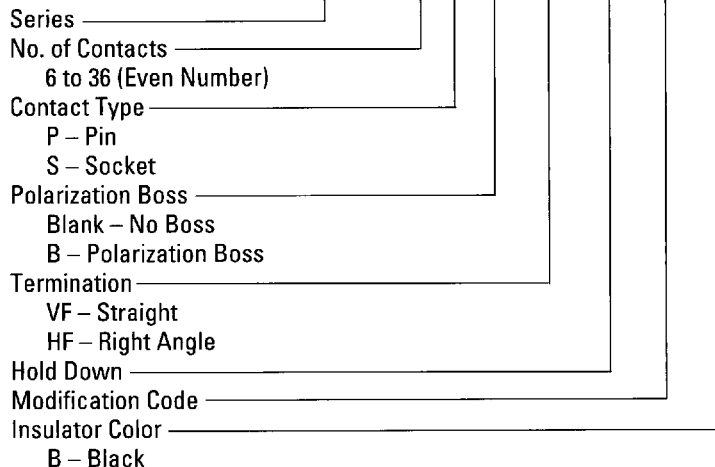 Series
No. of Contacts
6 to 36 (Even Number)
Contact Type
P – Pin
S – Socket
Polarization Boss
Blank – No Boss
B – Polarization Boss
Termination
VF – Straight
HF – Right Angle
Hold Down
Modification Code
Insulator Color
B – Black